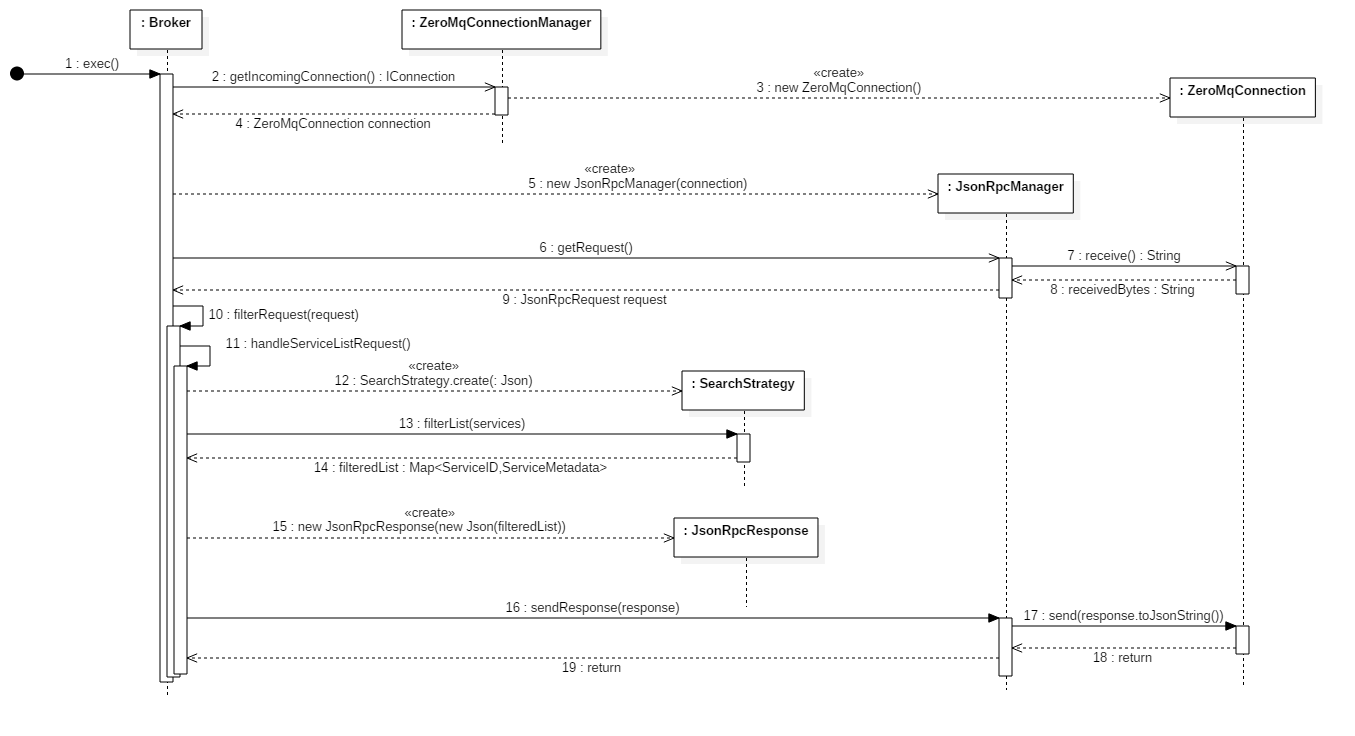 : Broker
: ZeroMqConnectionManager
1 : exec()
2 : getIncomingConnection() : IConnection
«create»
3 : new ZeroMqConnection()
: ZeroMqConnection
4 : ZeroMqConnection connection
«create»
5 : new JsonRpcManager(connection)
: JsonRpcManager
6 : getRequest()
7 : receive() : String
8 : receivedBytes : String
9 : JsonRpcRequest request
10 : filterRequest(request)
11 : handleServiceListRequest()
«create»
12 : SearchStrategy.create(: Json)
: SearchStrategy
13 : filterList(services)
14 : filteredList : Map<ServiceID,ServiceMetadata>
«create»
15 : new JsonRpcResponse(new Json(filteredList))
: JsonRpcResponse
16 : sendResponse(response)
17 : send(response.toJsonString())
18 : return
19 : return